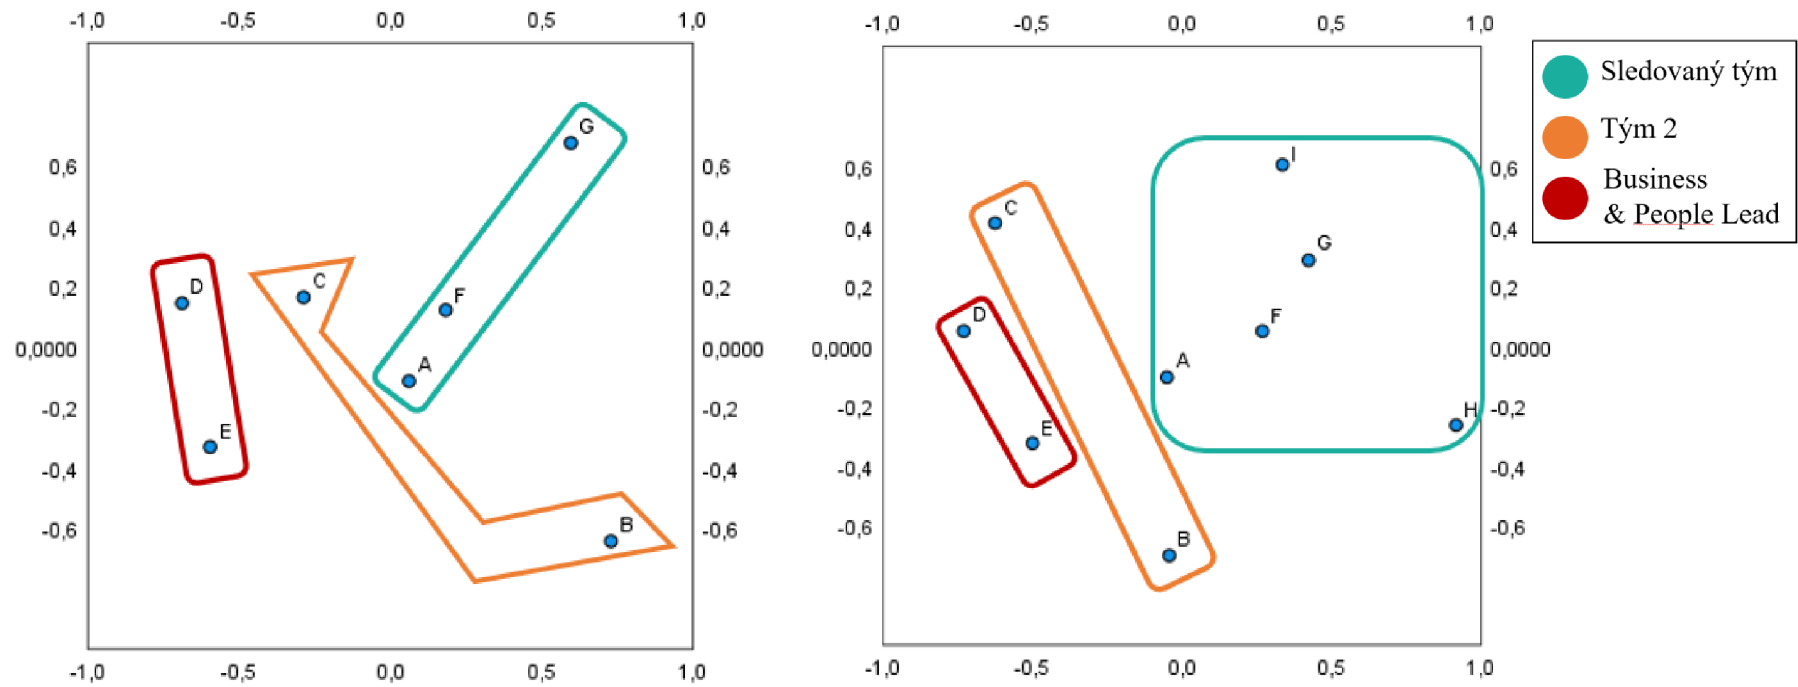 -1,0 -0,5 0,0 0,5 1,0
G
0,6 0,6
0,4 0,4
D C
0,2 0,2
F
0,0000 0,0000
A
-0,2 -0,2
E
-0,4 -0,4
B
-0,6 -0,6
-1,0 -0,5 0,0 0,5 1,0
-1,0 -0,5 0,0 0,5 1,0
I
0,6 0,6
C
0,4 0,4
G
0,2 0,2
D F
0,0000 0,0000
A
-0,2 H -0,2
E
-0,4 -0,4
B
-0,6 -0,6
-1,0 -0,5 0,0 0,5 1,0
Sledovaný tým
Tým 2
Business
& People Lead